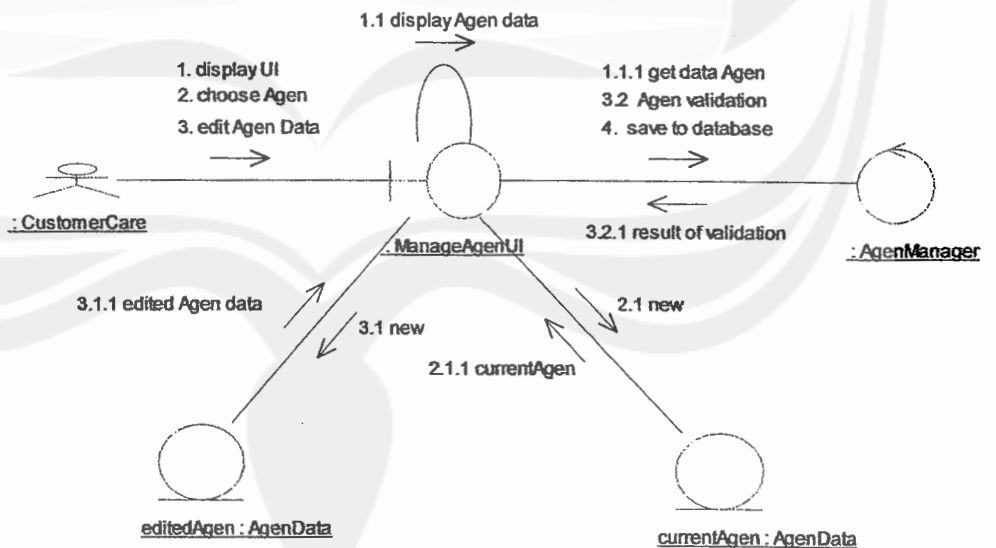 1.1 display Agen data
1. display UI
2. choose Agen
3. edit Agen Data
1.1.1 get data Agen
3.2 Agen validation
4. save to database
: CustomerCare
: ManageAgenUI
3.2.1 result of validation
: AgenManager
3.1.1 edited Agen data
3.1 new
2.1 new
2.1.1 currentAgen
editedAgen : AgenData
currentAgen : AgenData